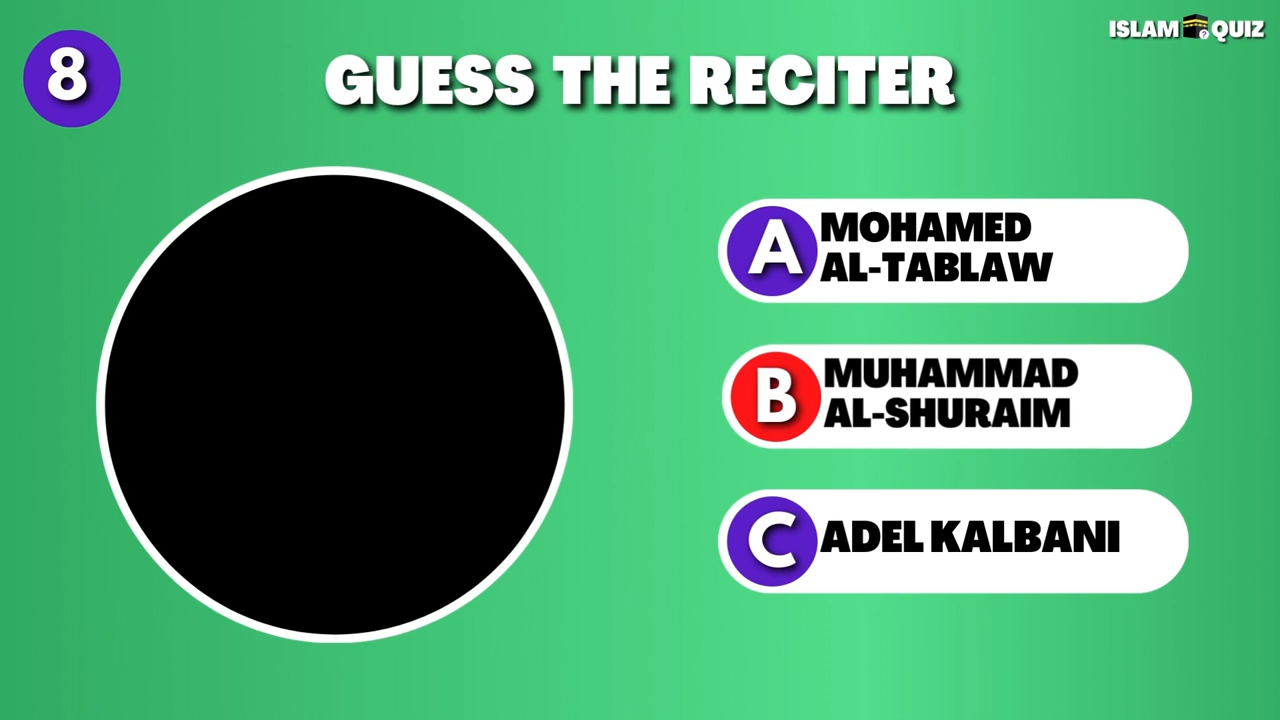 8
GUESS THE RECITER
ISLAM QUIZ
A
MOHAMED
AL-TABLAW
B
MUHAMMAD
AL-SHURAIM
C
ADEL KALBANI